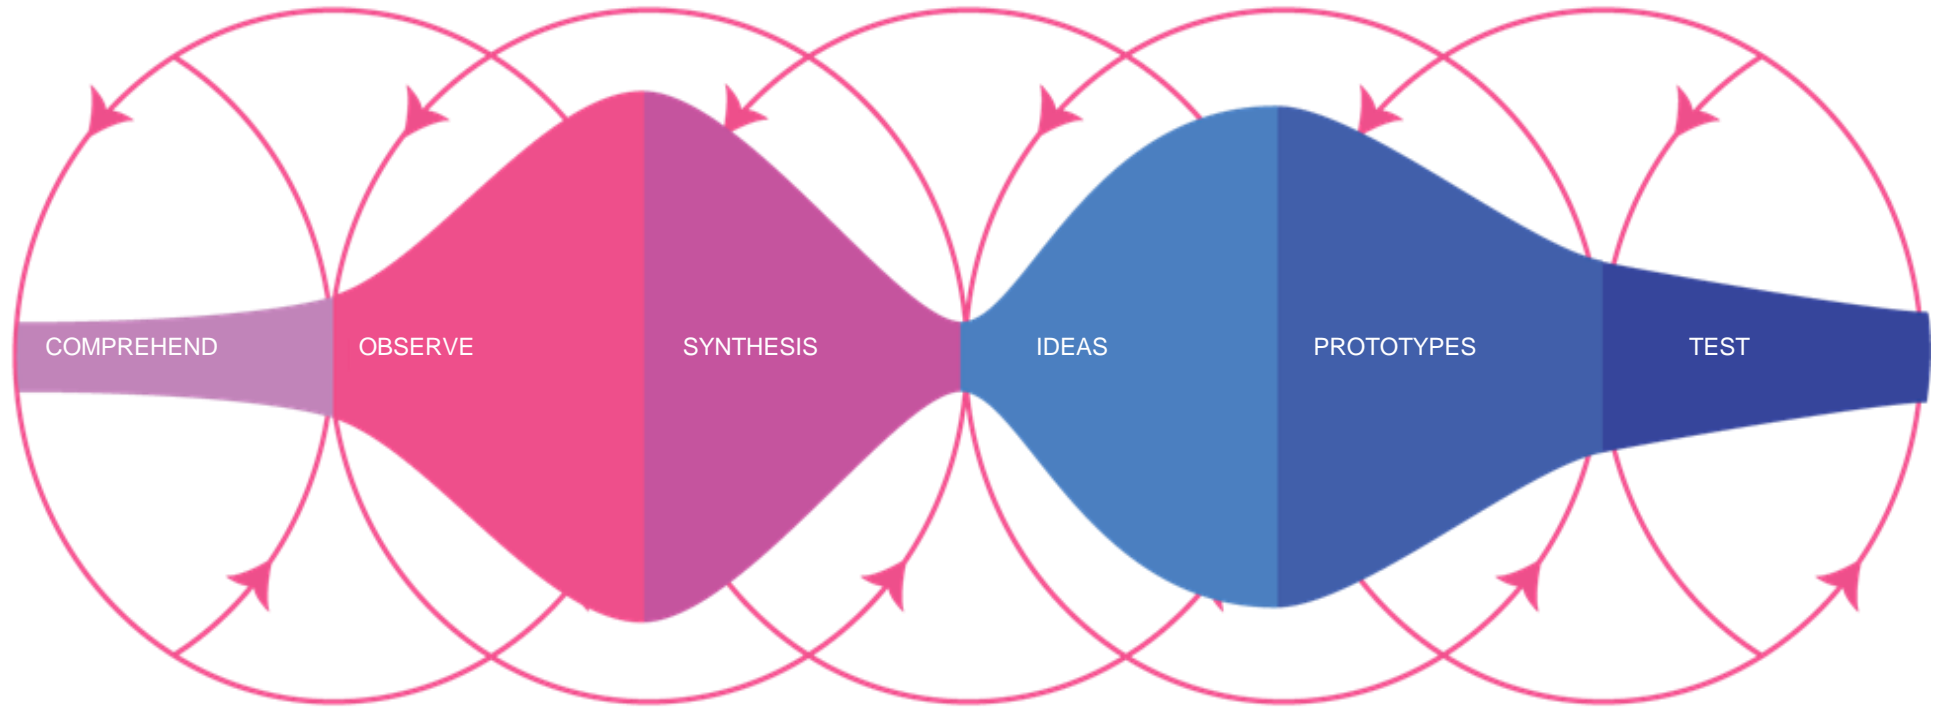 COMPREHEND
OBSERVE
SYNTHESIS
IDEAS
PROTOTYPES
TEST